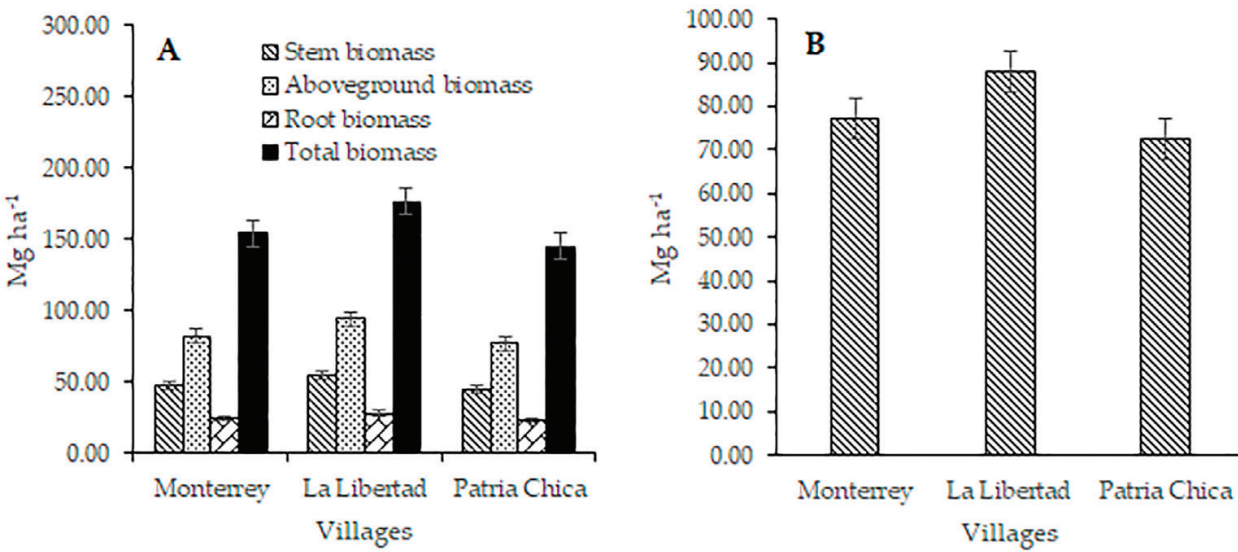 A
Stem biomass
Aboveground biomass
Root biomass
Total biomass
300.00
250.00
200.00
150.00
100.00
50.00
0.00
Mg ha⁻¹
Monterrey La Libertad Patria Chica
Villages
B
100.00
90.00
80.00
70.00
60.00
50.00
40.00
30.00
20.00
10.00
0.00
Mg ha⁻¹
Monterrey La Libertad Patria Chica
Villages